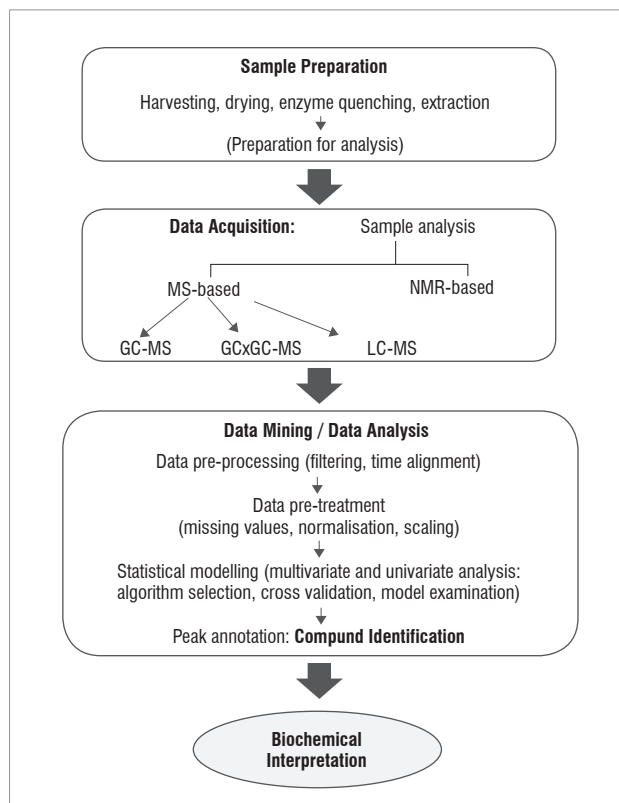 Sample Preparation
Harvesting, drying, enzyme quenching, extraction
(Preparation for analysis)
Data Acquisition: Sample analysis
MS-based NMR-based
GC-MS GCxGC-MS LC-MS
Data Mining / Data Analysis
Data pre-processing (filtering, time alignment)
Data pre-treatment
(missing values, normalisation, scaling)
Statistical modelling (multivariate and univariate analysis:
algorithm selection, cross validation, model examination)
Peak annotation: Compund Identification
Biochemical
Interpretation